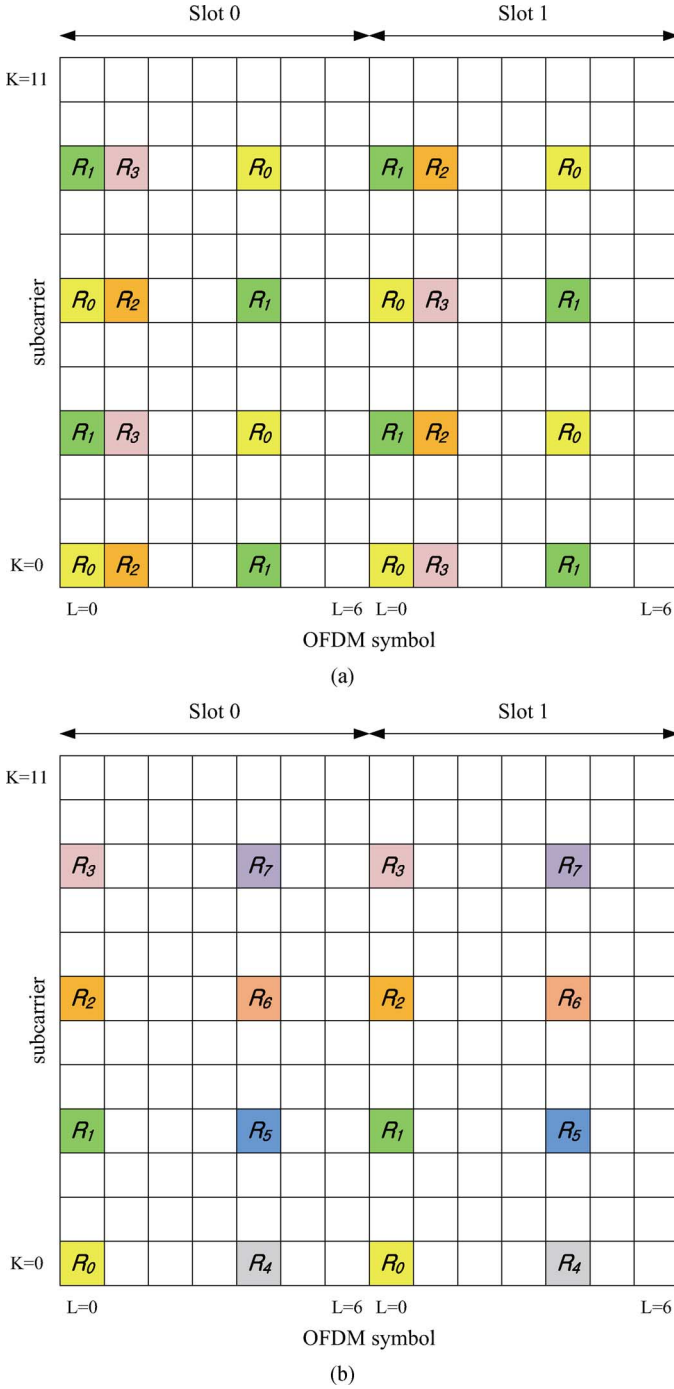 Slot 0 Slot 1
K=11
R1 R3 R0 R1 R2 R0
R0 R2 R1 R0 R3 R1
subcarrier
R1 R3 R0 R1 R2 R0
K=0 R0 R2 R1 R0 R3 R1
L=0 L=6 L=0 L=6
OFDM symbol
(a)
Slot 0 Slot 1
K=11
R3 R7 R3 R7
R2 R6 R2 R6
subcarrier
R1 R5 R1 R5
K=0 R0 R4 R0 R4
L=0 L=6 L=0 L=6
OFDM symbol
(b)